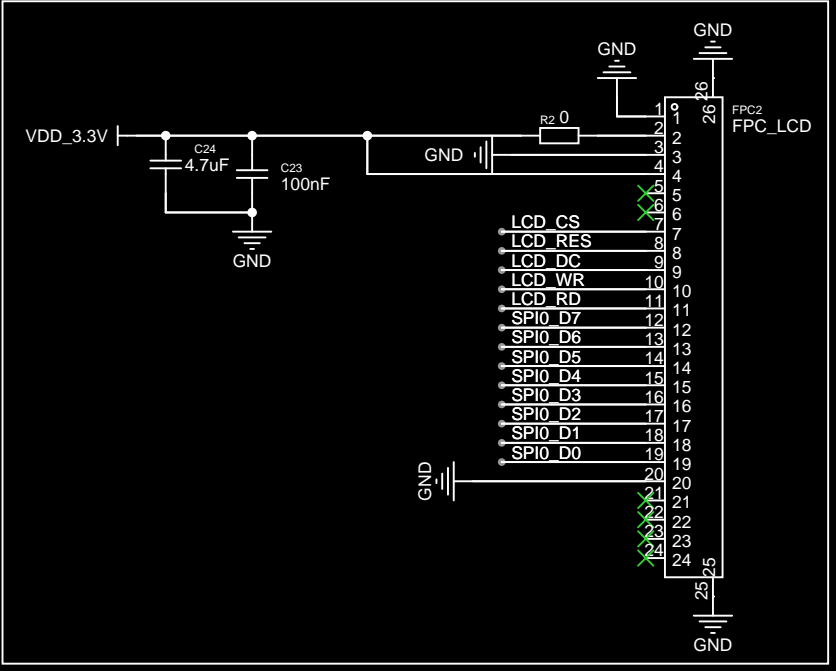 GND
GND
26
26
FPC2
FPC_LCD
VDD_3.3V
C24
4.7uF
C23
100nF
GND
R2 0
GND
1 1
2 2
3 3
4 4
5 5
6 6
LCD_CS 7 7
LCD_RES 8 8
LCD_DC 9 9
LCD_WR 10 10
LCD_RD 11 11
SPI0_D7 12 12
SPI0_D6 13 13
SPI0_D5 14 14
SPI0_D4 15 15
SPI0_D3 16 16
SPI0_D2 17 17
SPI0_D1 18 18
SPI0_D0 19 19
GND 20 20
21 21
22 22
23 23
24 24
25
25
GND